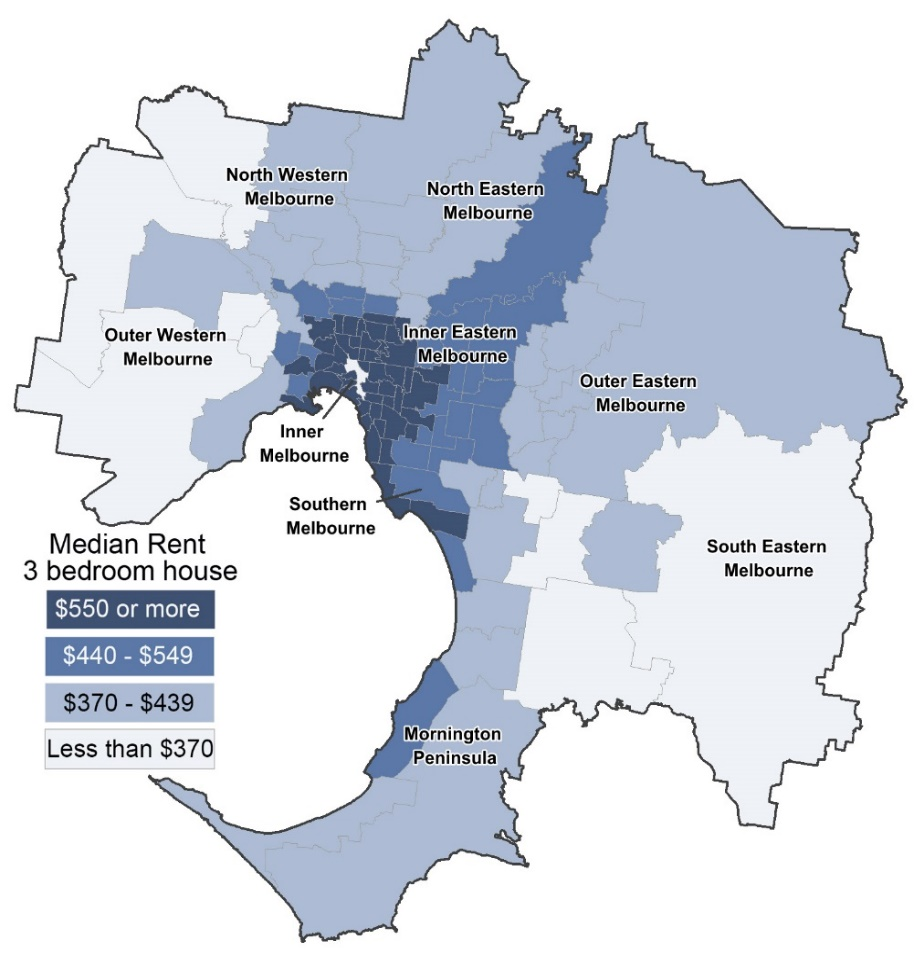 North Western
Melbourne
North Eastern
Melbourne
Outer Western
Melbourne
Inner Eastern
Melbourne
Outer Eastern
Melbourne
Inner
Melbourne
Southern
Melbourne
South Eastern
Melbourne
Median Rent
3 bedroom house
$550 or more
$440 - $549
$370 - $439
Less than $370
Mornington
Peninsula